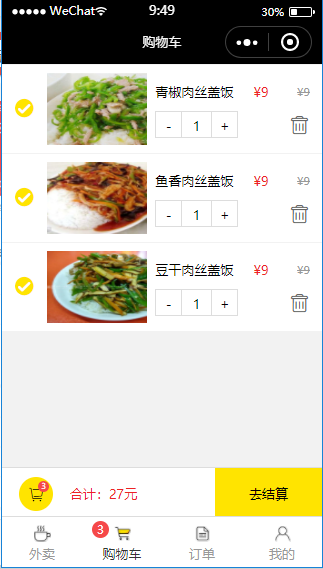 WeChat 9:49 30%
购物车
青椒肉丝盖饭 ¥9 ¥9
- 1 +
鱼香肉丝盖饭 ¥9 ¥9
- 1 +
豆干肉丝盖饭 ¥9 ¥9
- 1 +
3 合计：27元 去结算
3
外卖 购物车 订单 我的